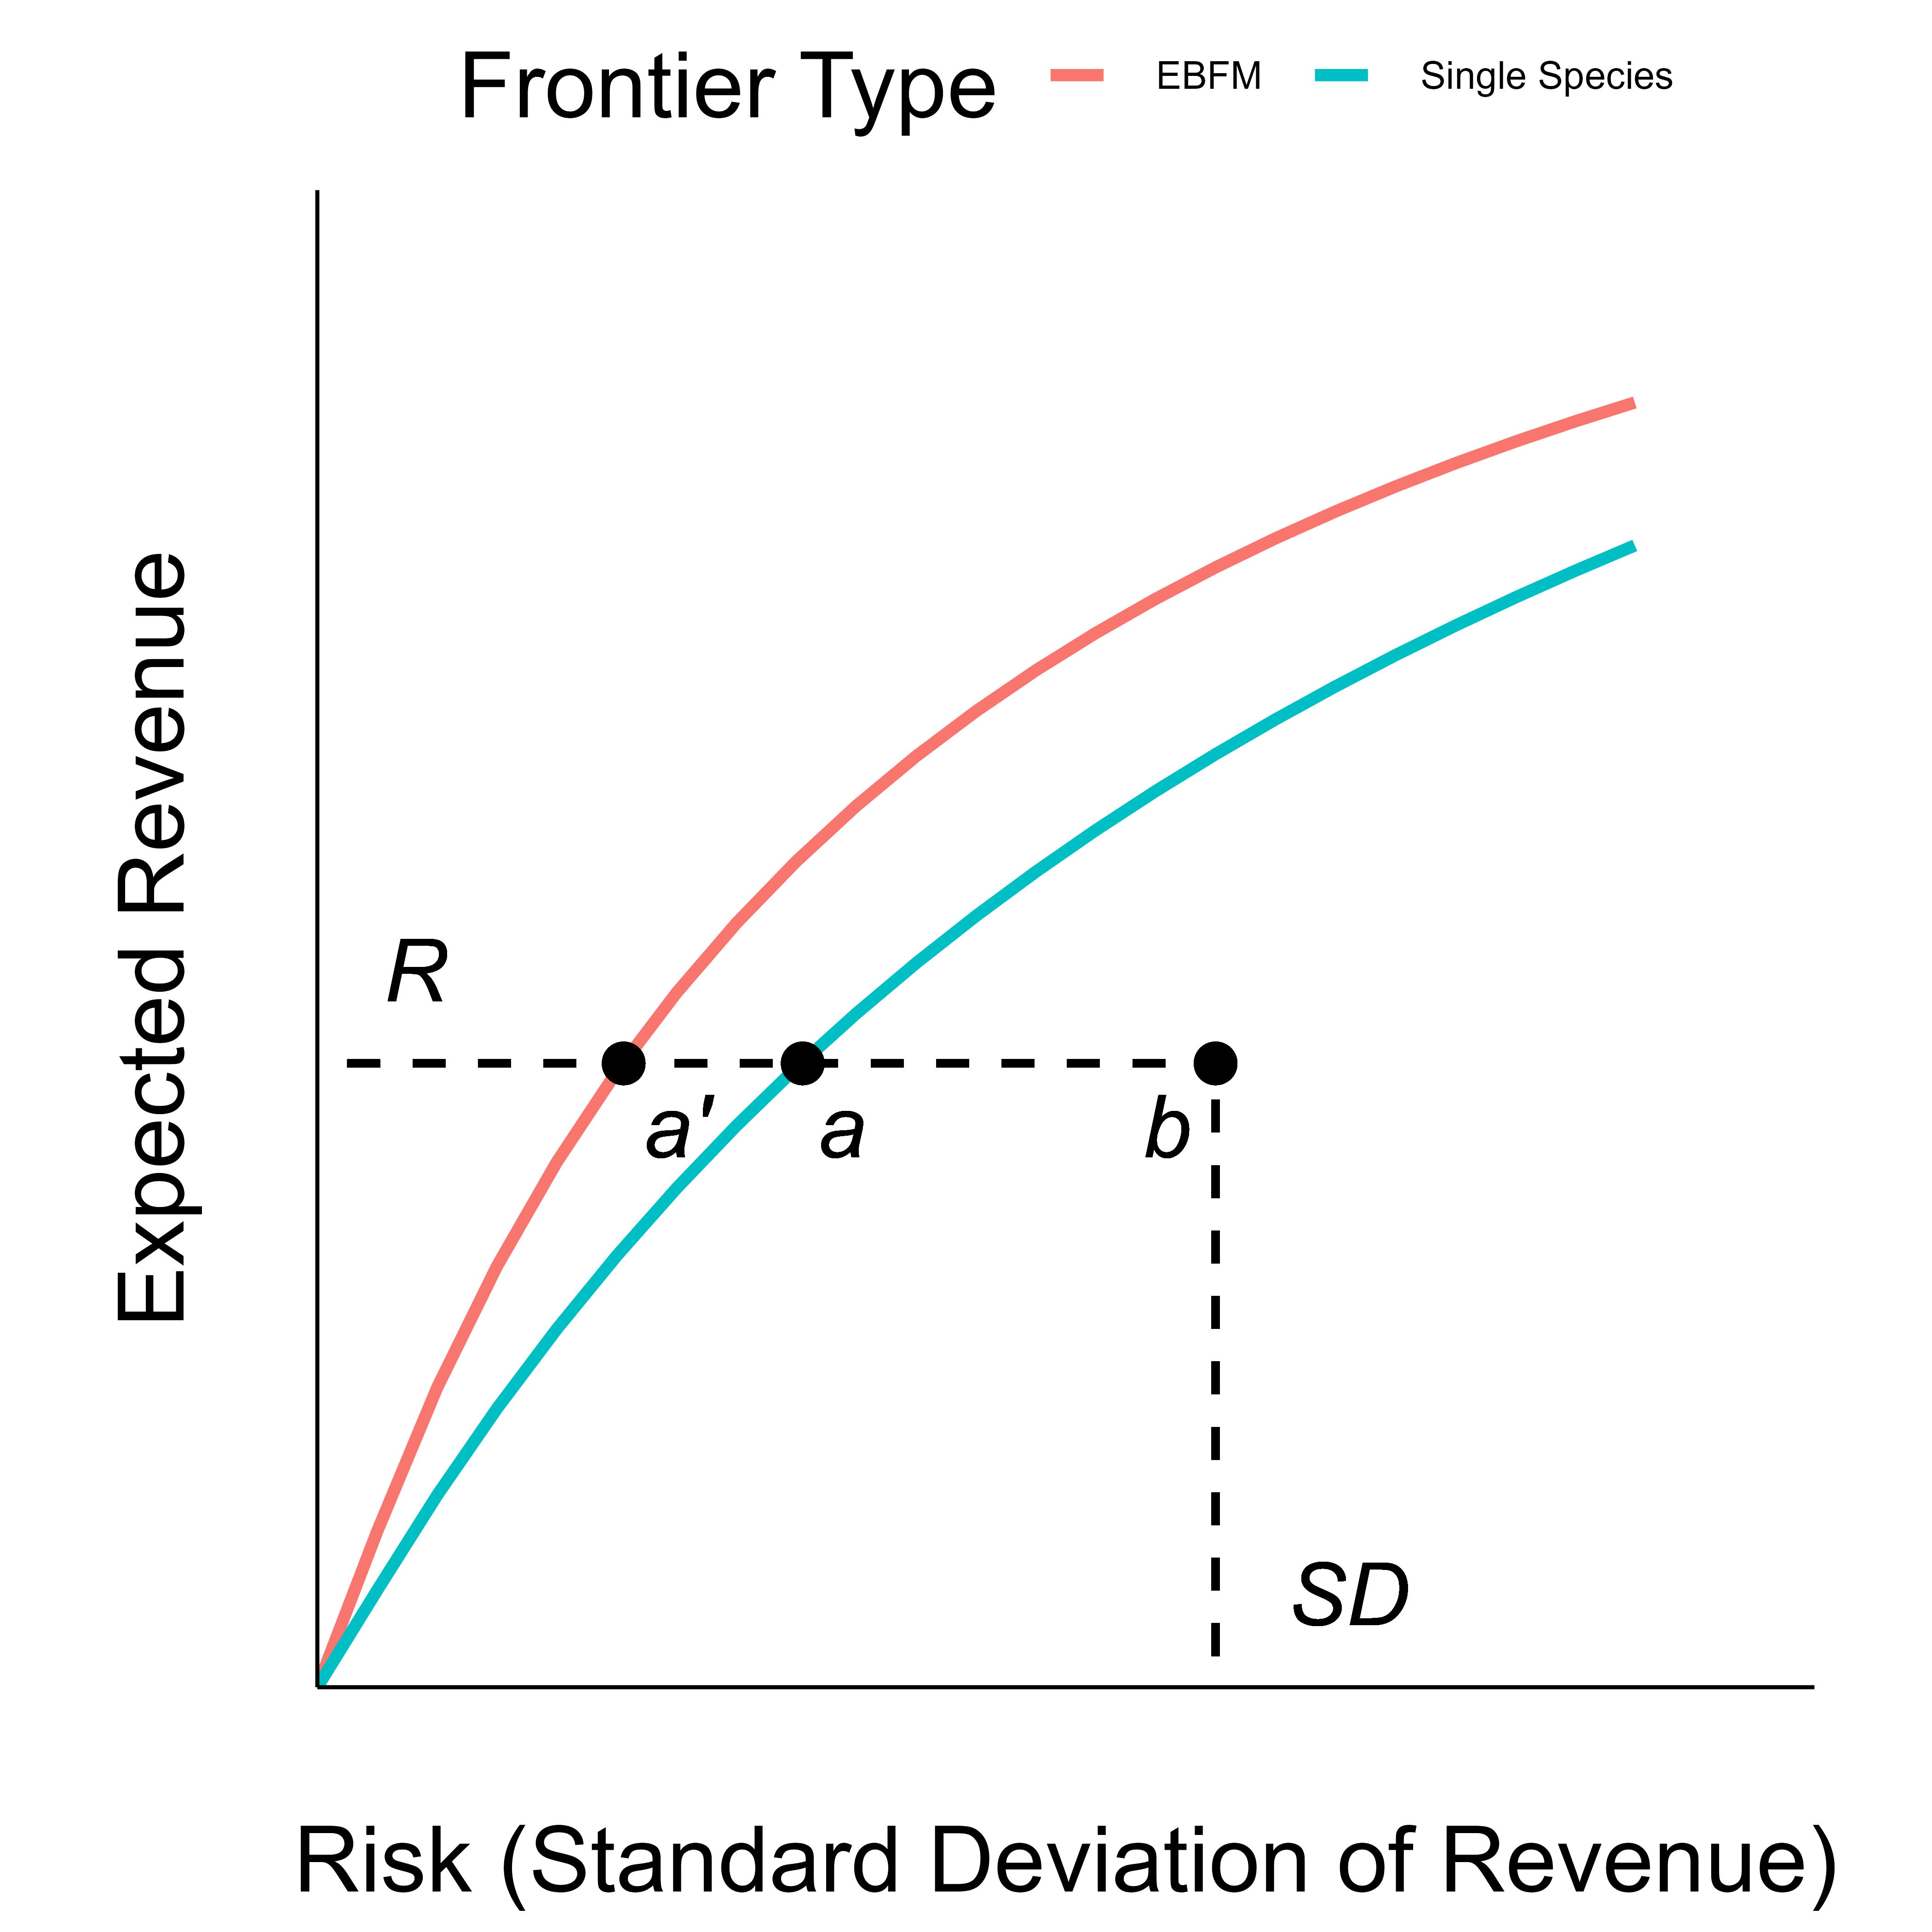 Frontier Type EBFM Single Species
Expected Revenue
R
a' a b
SD
Risk (Standard Deviation of Revenue)